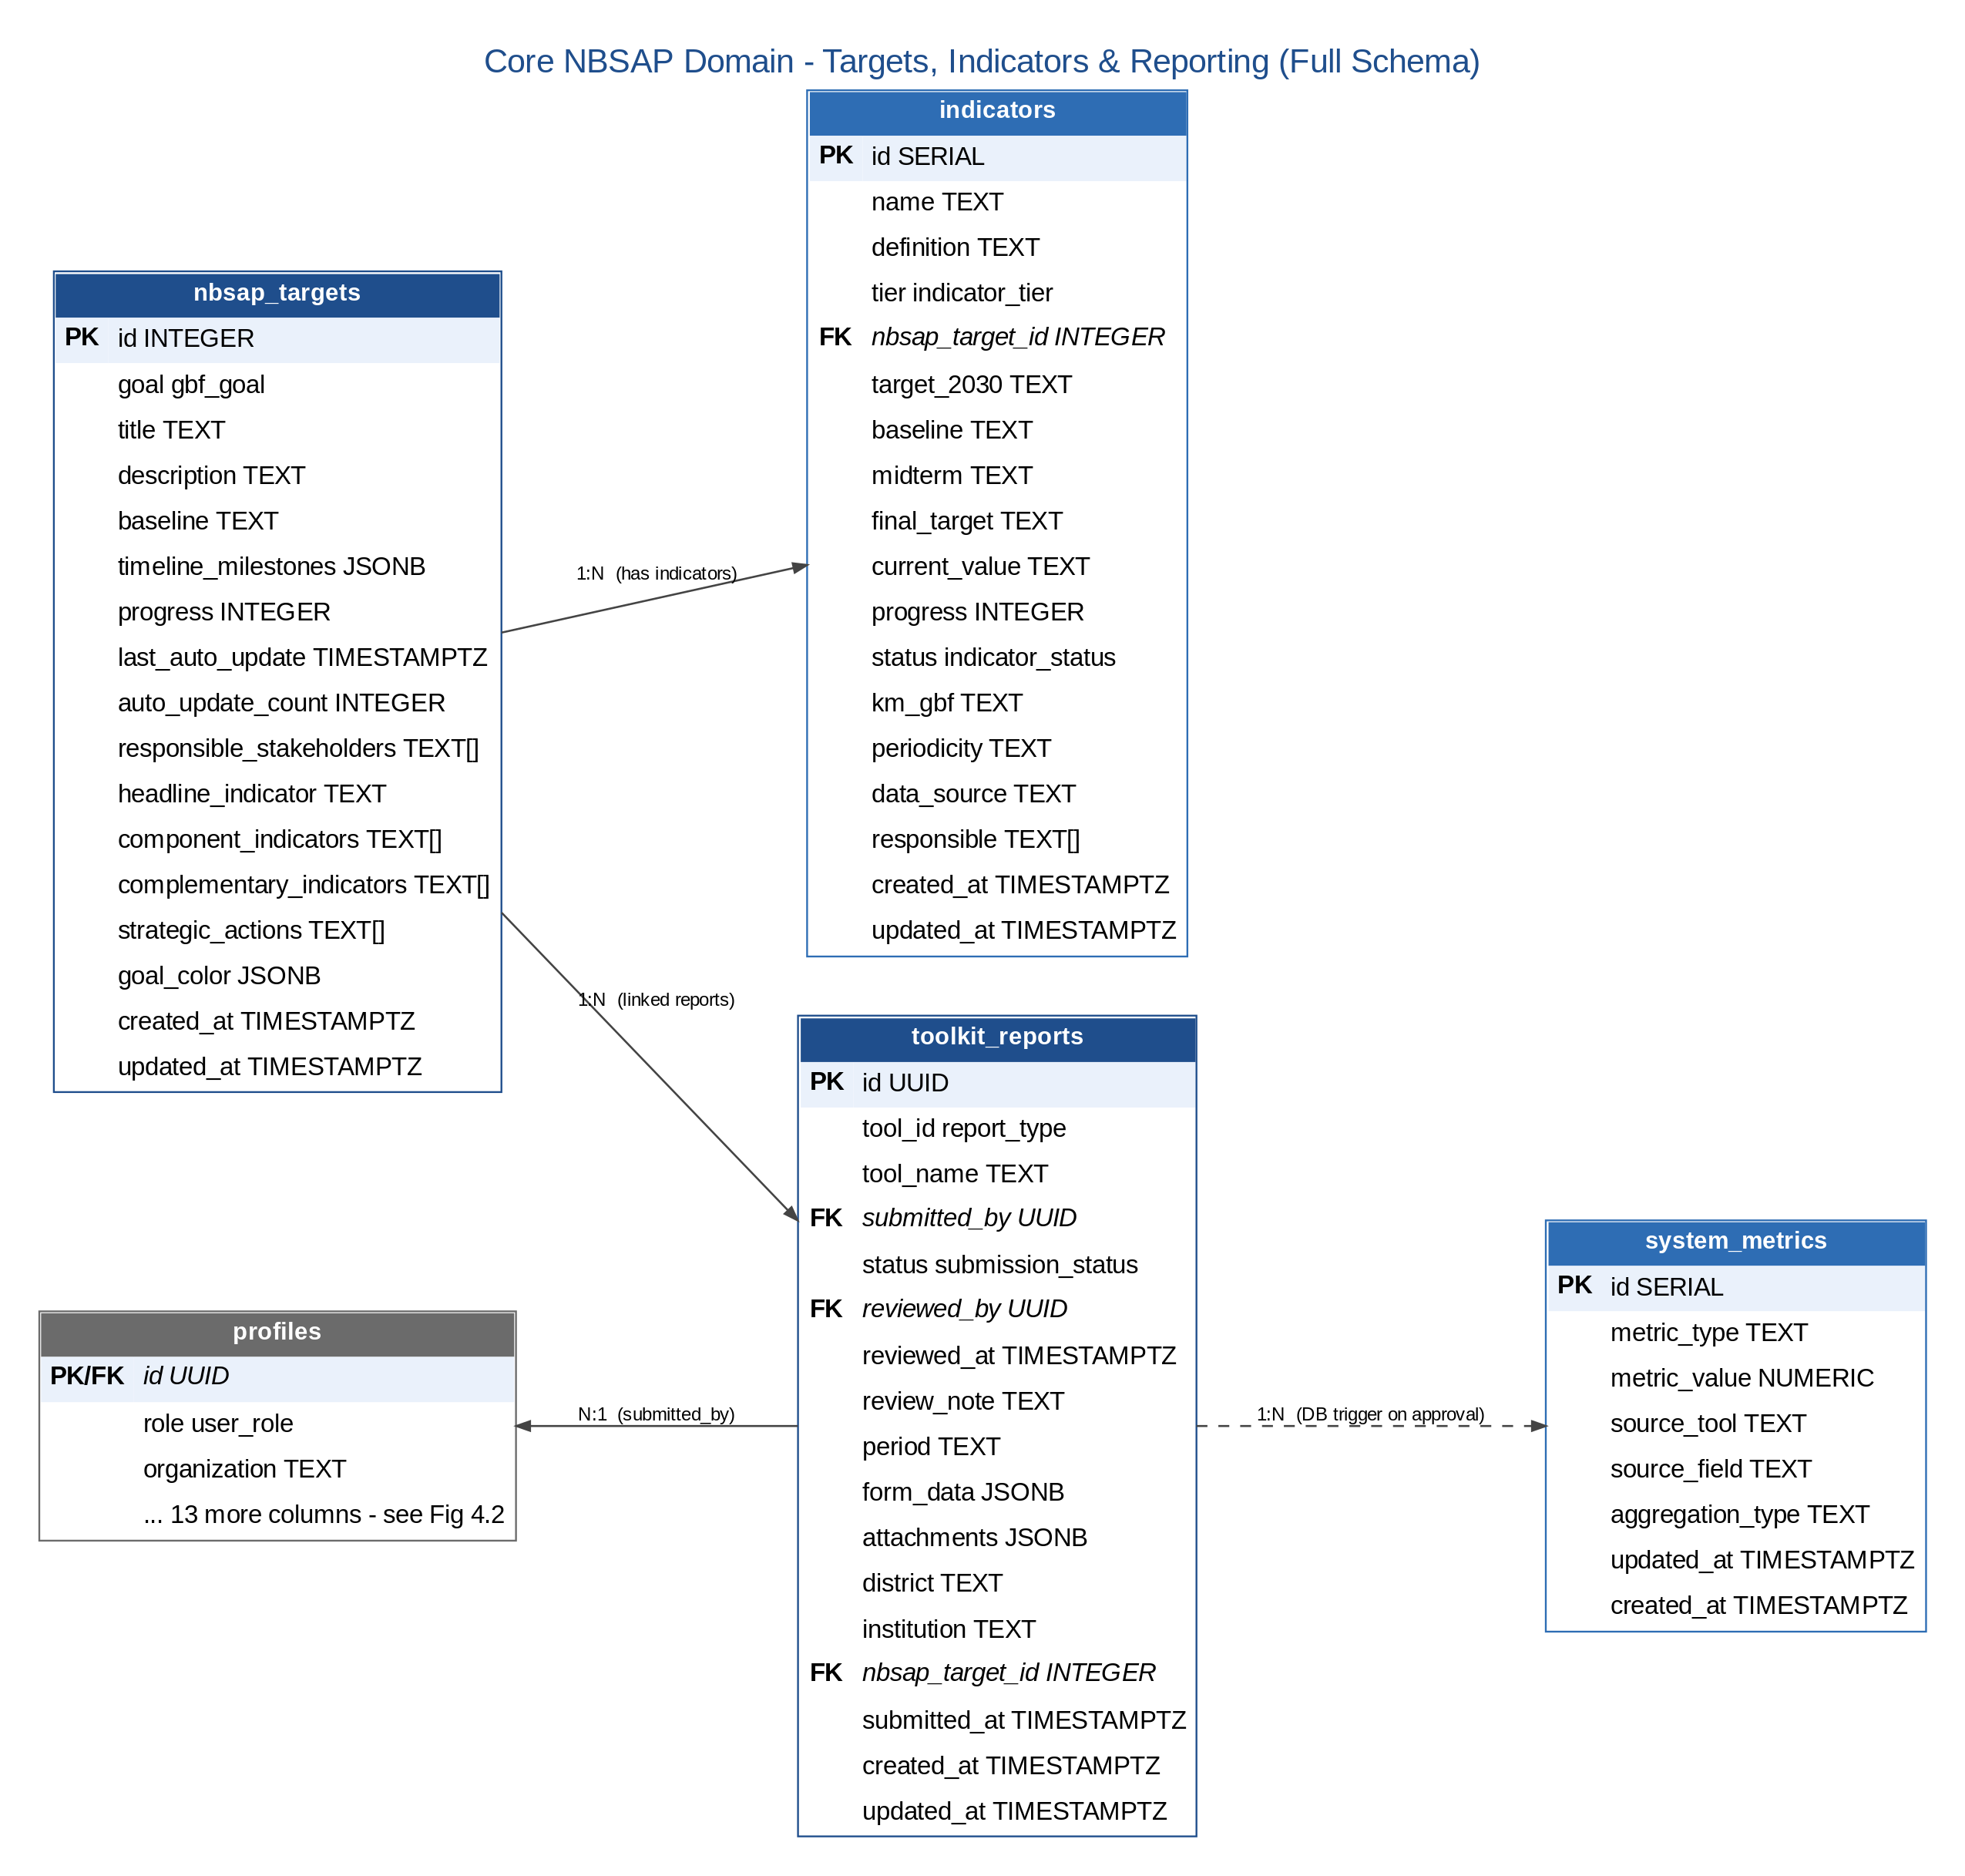 Core NBSAP Domain - Targets, Indicators & Reporting (Full Schema)
indicators
PK id SERIAL
name TEXT
definition TEXT
tier indicator_tier
FK nbsap_target_id INTEGER
target_2030 TEXT
baseline TEXT
midterm TEXT
final_target TEXT
current_value TEXT
progress INTEGER
status indicator_status
km_gbf TEXT
periodicity TEXT
data_source TEXT
responsible TEXT[]
created_at TIMESTAMPTZ
updated_at TIMESTAMPTZ
nbsap_targets
PK id INTEGER
goal gbf_goal
title TEXT
description TEXT
baseline TEXT
timeline_milestones JSONB
progress INTEGER
last_auto_update TIMESTAMPTZ
auto_update_count INTEGER
responsible_stakeholders TEXT[]
headline_indicator TEXT
component_indicators TEXT[]
complementary_indicators TEXT[]
strategic_actions TEXT[]
goal_color JSONB
created_at TIMESTAMPTZ
updated_at TIMESTAMPTZ
1:N (has indicators)
1:N (linked reports)
toolkit_reports
PK id UUID
tool_id report_type
tool_name TEXT
FK submitted_by UUID
status submission_status
FK reviewed_by UUID
reviewed_at TIMESTAMPTZ
review_note TEXT
period TEXT
form_data JSONB
attachments JSONB
district TEXT
institution TEXT
FK nbsap_target_id INTEGER
submitted_at TIMESTAMPTZ
created_at TIMESTAMPTZ
updated_at TIMESTAMPTZ
profiles
PK/FK id UUID
role user_role
organization TEXT
... 13 more columns - see Fig 4.2
N:1 (submitted_by)
1:N (DB trigger on approval)
system_metrics
PK id SERIAL
metric_type TEXT
metric_value NUMERIC
source_tool TEXT
source_field TEXT
aggregation_type TEXT
updated_at TIMESTAMPTZ
created_at TIMESTAMPTZ